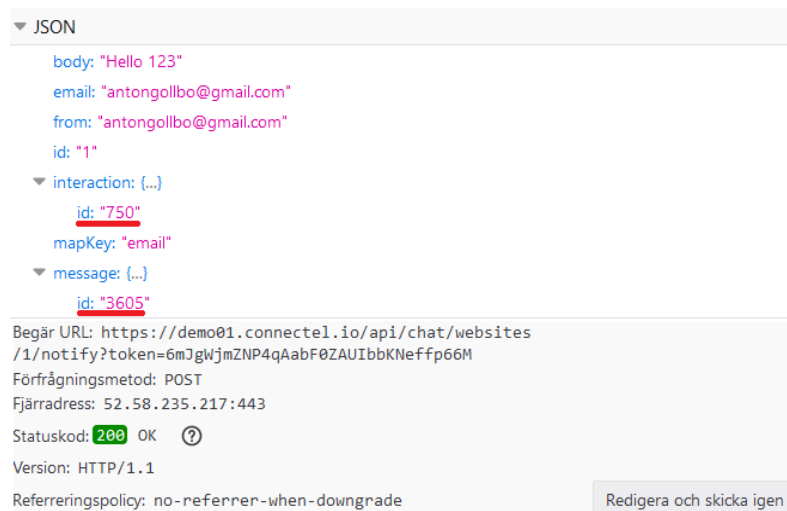 JSON
body: "Hello 123"
email: "antongollbo@gmail.com"
from: "antongollbo@gmail.com"
id: "1"
interaction: {…}
id: "750"
mapKey: "email"
message: {…}
id: "3605"
Begär URL: https://demo01.connectel.io/api/chat/websites
/1/notify?token=6mJgWjmZNP4qAabF0ZAUIbbKNeffp66M
Förfrågningsmetod: POST
Fjärradress: 52.58.235.217:443
Statuskod: 200 OK ?
Version: HTTP/1.1
Referreringspolicy: no-referrer-when-downgrade Redigera och skicka igen